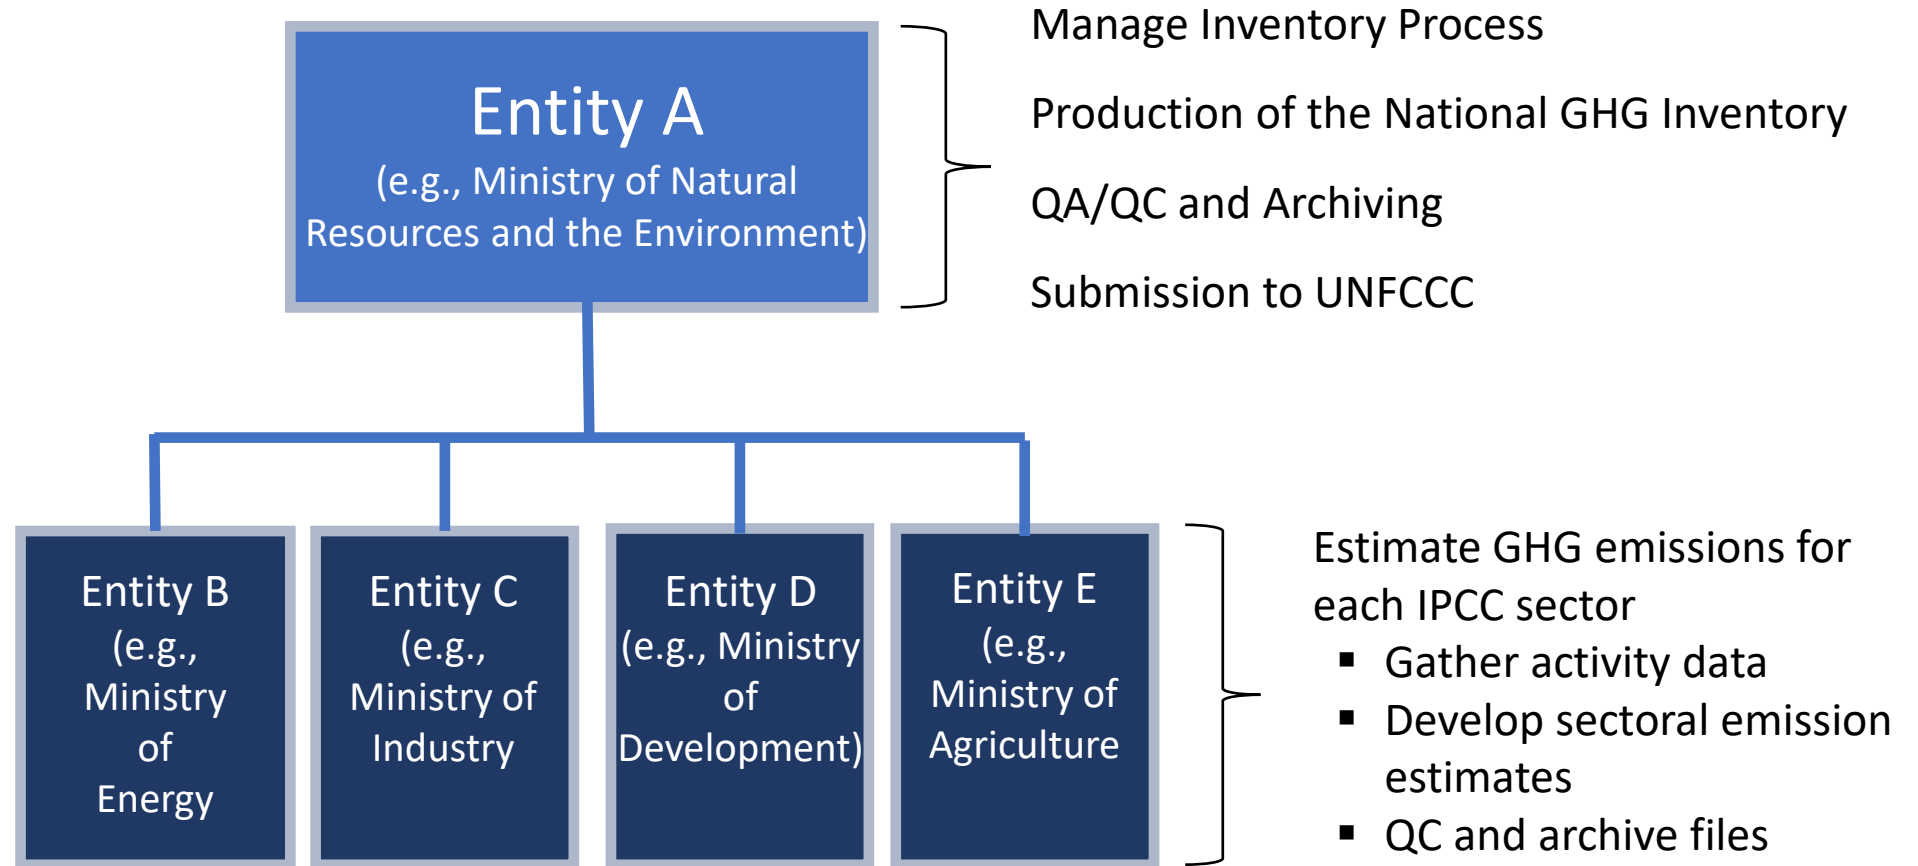 Entity A
(e.g., Ministry of Natural
Resources and the Environment)
Manage Inventory Process
Production of the National GHG Inventory
QA/QC and Archiving
Submission to UNFCCC
Entity B
(e.g.,
Ministry
of
Energy
Entity C
(e.g.,
Ministry of
Industry
Entity D
(e.g., Ministry
of
Development)
Entity E
(e.g.,
Ministry of
Agriculture
Estimate GHG emissions for
each IPCC sector
▪ Gather activity data
▪ Develop sectoral emission
estimates
▪ QC and archive files